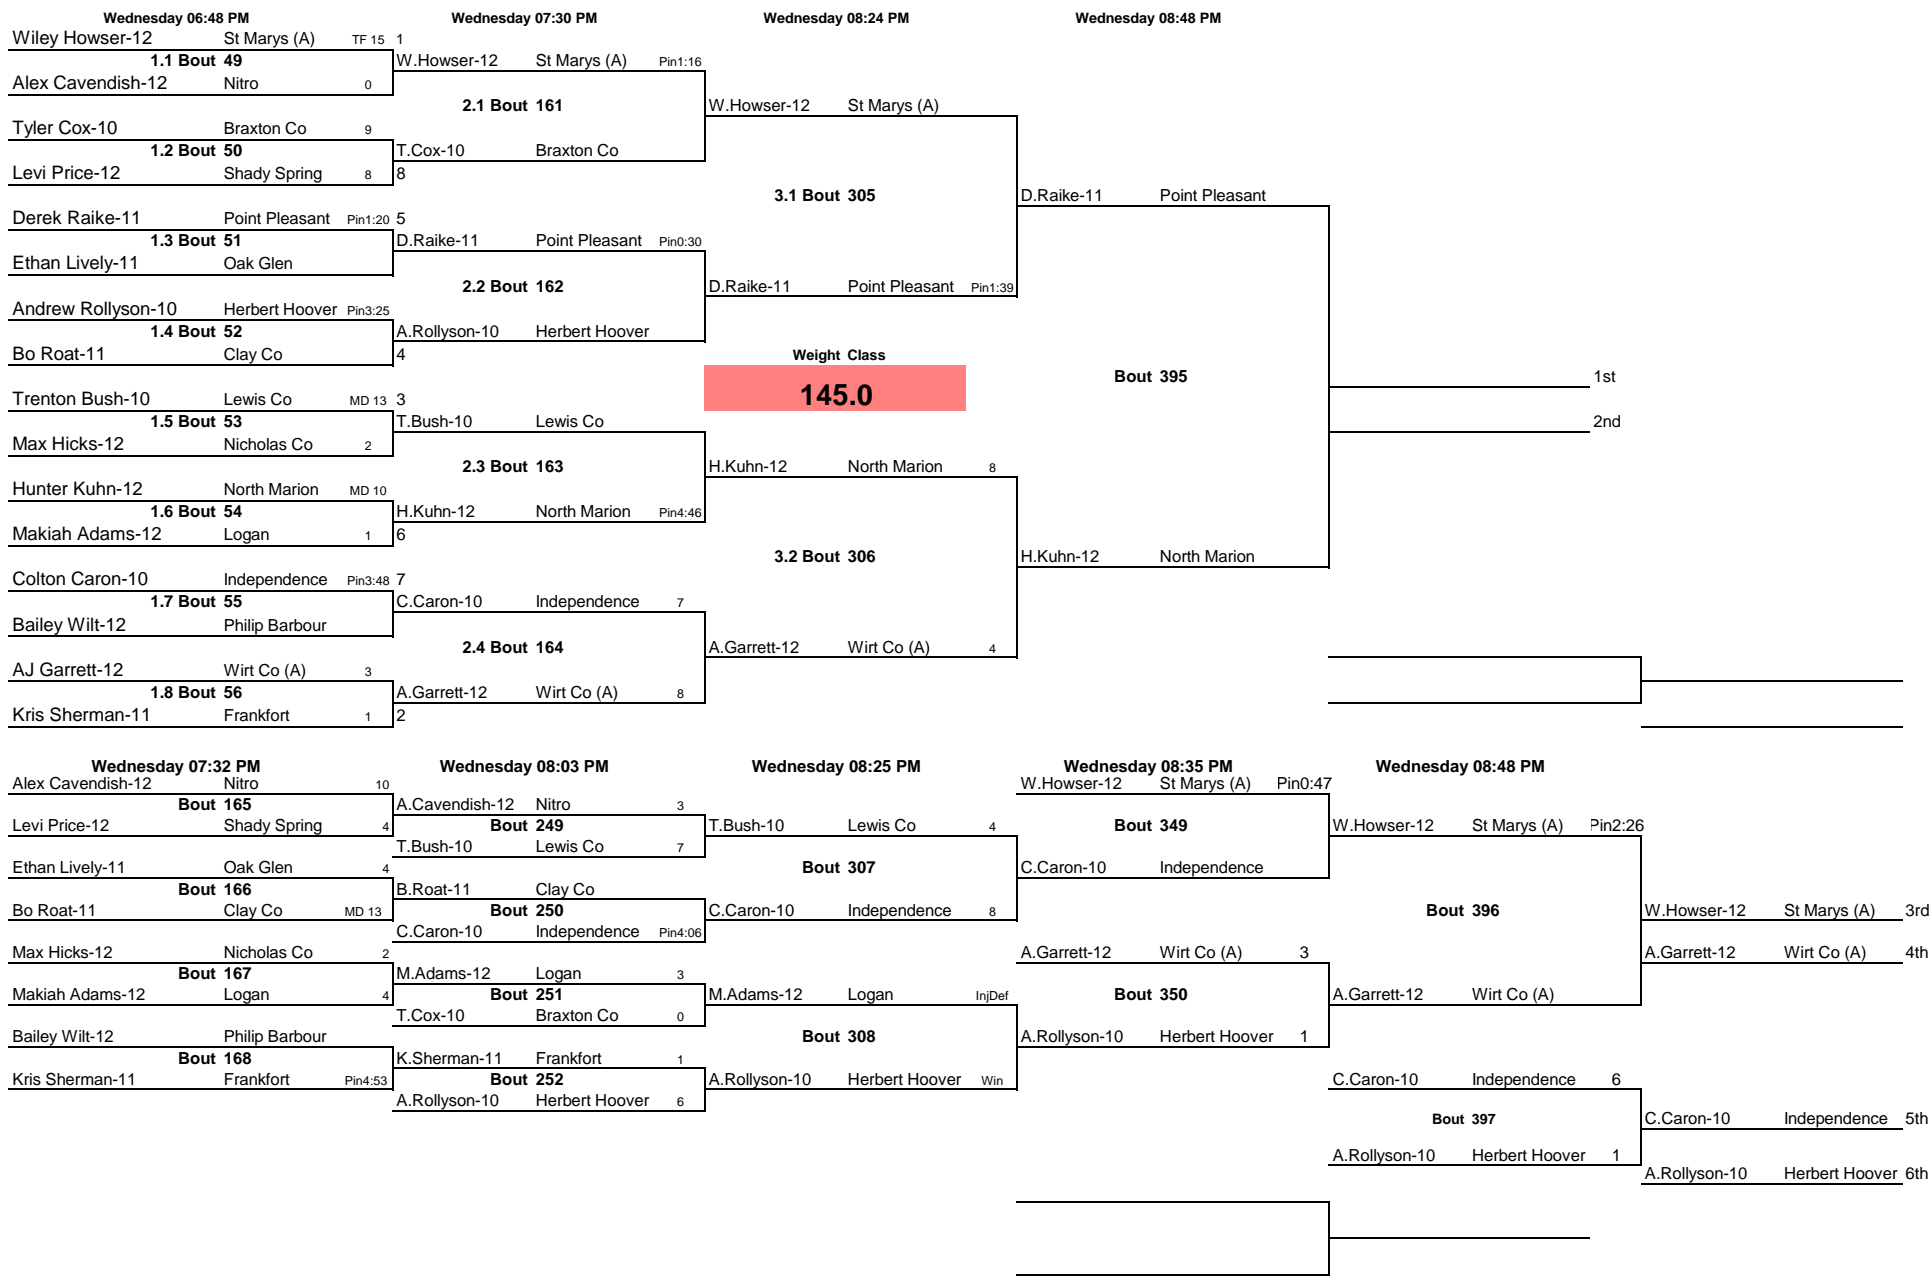 Wednesday 06:48 PM Wednesday 07:30 PM Wednesday 08:24 PM Wednesday 08:48 PM
Wiley Howser-12 St Marys (A) TF 15 1
1.1 Bout 49 W.Howser-12 St Marys (A) Pin1:16
Alex Cavendish-12 Nitro 0
2.1 Bout 161 W.Howser-12 St Marys (A)
Tyler Cox-10 Braxton Co 9
1.2 Bout 50 T.Cox-10 Braxton Co
Levi Price-12 Shady Spring 8 8
3.1 Bout 305 D.Raike-11 Point Pleasant
Derek Raike-11 Point Pleasant Pin1:20 5
1.3 Bout 51 D.Raike-11 Point Pleasant Pin0:30
Ethan Lively-11 Oak Glen
2.2 Bout 162 D.Raike-11 Point Pleasant Pin1:39
Andrew Rollyson-10 Herbert Hoover Pin3:25
1.4 Bout 52 A.Rollyson-10 Herbert Hoover
Bo Roat-11 Clay Co 4 Weight Class
Bout 395 1st
Trenton Bush-10 Lewis Co MD 13 3 145.0
1.5 Bout 53 T.Bush-10 Lewis Co 2nd
Max Hicks-12 Nicholas Co 2
2.3 Bout 163 H.Kuhn-12 North Marion 8
Hunter Kuhn-12 North Marion MD 10
1.6 Bout 54 H.Kuhn-12 North Marion Pin4:46
Makiah Adams-12 Logan 1 6
3.2 Bout 306 H.Kuhn-12 North Marion
Colton Caron-10 Independence Pin3:48 7
1.7 Bout 55 C.Caron-10 Independence 7
Bailey Wilt-12 Philip Barbour
2.4 Bout 164 A.Garrett-12 Wirt Co (A) 4
AJ Garrett-12 Wirt Co (A) 3
1.8 Bout 56 A.Garrett-12 Wirt Co (A) 8
Kris Sherman-11 Frankfort 1 2
Wednesday 07:32 PM Wednesday 08:03 PM Wednesday 08:25 PM Wednesday 08:35 PM Wednesday 08:48 PM
Alex Cavendish-12 Nitro 10 W.Howser-12 St Marys (A) Pin0:47
Bout 165 A.Cavendish-12 Nitro 3
Levi Price-12 Shady Spring 4 Bout 249 T.Bush-10 Lewis Co 4 Bout 349 W.Howser-12 St Marys (A) Pin2:26
T.Bush-10 Lewis Co 7
Ethan Lively-11 Oak Glen 4 Bout 307 C.Caron-10 Independence
Bout 166 B.Roat-11 Clay Co
Bo Roat-11 Clay Co MD 13 Bout 250 C.Caron-10 Independence 8 Bout 396 W.Howser-12 St Marys (A) 3rd
C.Caron-10 Independence Pin4:06
Max Hicks-12 Nicholas Co 2 A.Garrett-12 Wirt Co (A) 3 A.Garrett-12 Wirt Co (A) 4th
Bout 167 M.Adams-12 Logan 3
Makiah Adams-12 Logan 4 Bout 251 M.Adams-12 Logan InjDef Bout 350 A.Garrett-12 Wirt Co (A)
T.Cox-10 Braxton Co 0
Bailey Wilt-12 Philip Barbour Bout 308 A.Rollyson-10 Herbert Hoover 1
Bout 168 K.Sherman-11 Frankfort 1
Kris Sherman-11 Frankfort Pin4:53 Bout 252 A.Rollyson-10 Herbert Hoover Win C.Caron-10 Independence 6
A.Rollyson-10 Herbert Hoover 6
Bout 397 C.Caron-10 Independence 5th
A.Rollyson-10 Herbert Hoover 1
A.Rollyson-10 Herbert Hoover 6th